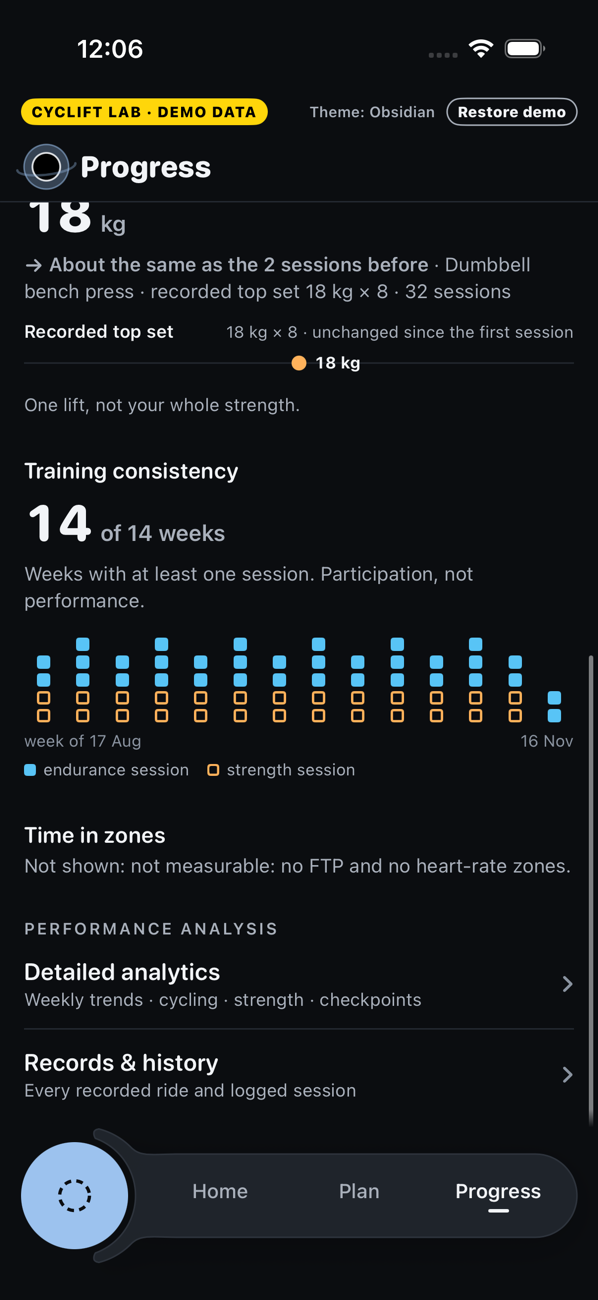 12:06
CYCLIFT LAB · DEMO DATA
Theme: Obsidian
Restore demo
Progress
18 kg
→ About the same as the 2 sessions before · Dumbbell
bench press · recorded top set 18 kg × 8 · 32 sessions
Recorded top set
18 kg × 8 · unchanged since the first session
18 kg
One lift, not your whole strength.
Training consistency
14 of 14 weeks
Weeks with at least one session. Participation, not
performance.
week of 17 Aug
16 Nov
endurance session
strength session
Time in zones
Not shown: not measurable: no FTP and no heart-rate zones.
PERFORMANCE ANALYSIS
Detailed analytics
Weekly trends · cycling · strength · checkpoints
Records & history
Every recorded ride and logged session
Home
Plan
Progress